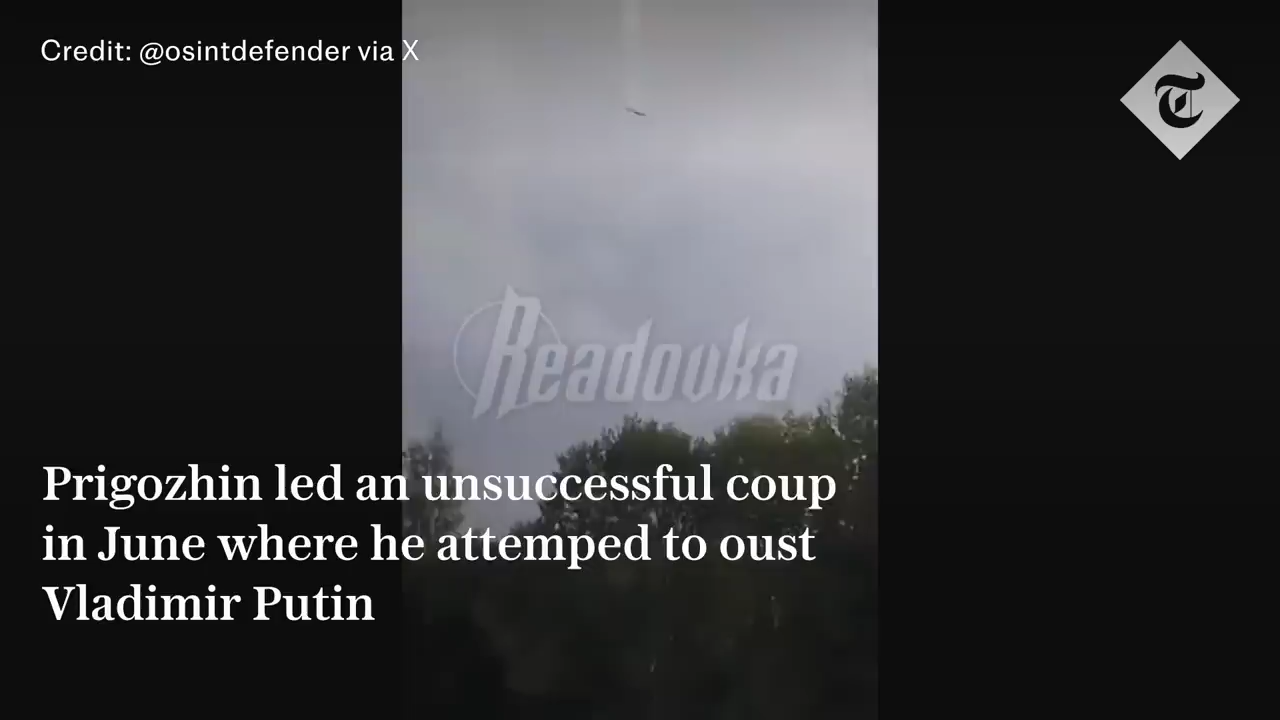 Credit: @osintdefender via X
T
Readovka
Prigozhin led an unsuccessful coup
in June where he attemped to oust
Vladimir Putin